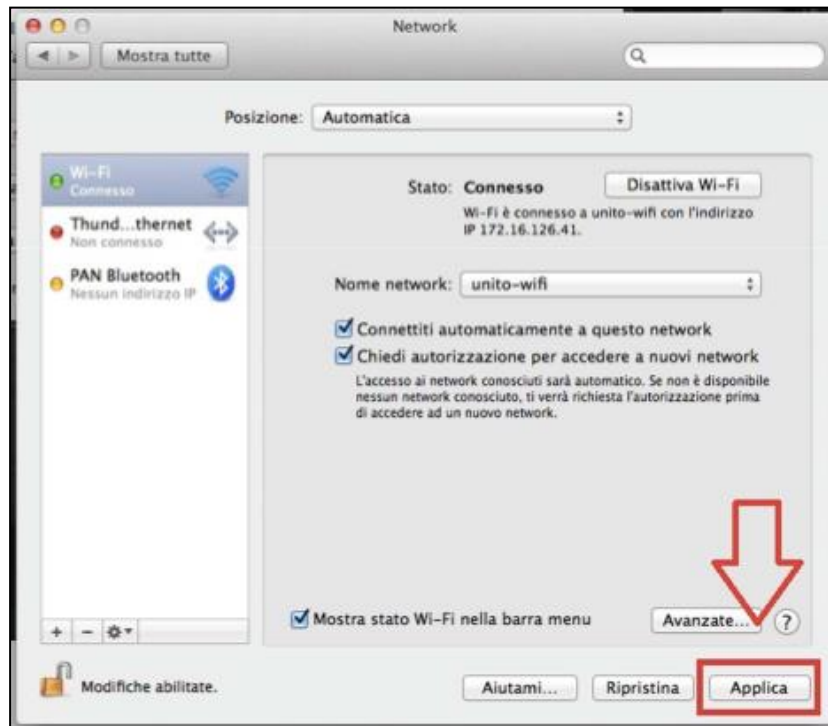 Network
Mostra tutte
Posizione: Automatica
Wi-Fi
Connesso
Thund...thernet
Non connesso
PAN Bluetooth
Nessun indirizzo IP
Stato: Connesso Disattiva Wi-Fi
Wi-Fi è connesso a unito-wifi con l'indirizzo
IP 172.16.126.41.
Nome network: unito-wifi
Connettiti automaticamente a questo network
Chiedi autorizzazione per accedere a nuovi network
L'accesso ai network conosciuti sarà automatico. Se non è disponibile
nessun network conosciuto, ti verrà richiesta l'autorizzazione prima
di accedere ad un nuovo network.
Mostra stato Wi-Fi nella barra menu Avanzate... ?
Modifiche abilitate. Aiutami... Ripristina Applica